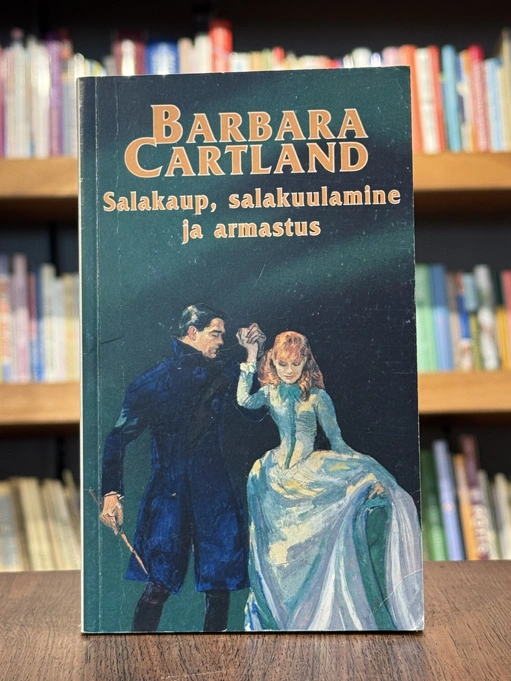 BARBARA
CARTLAND
Salakaup, salakuulamine
ja armastus